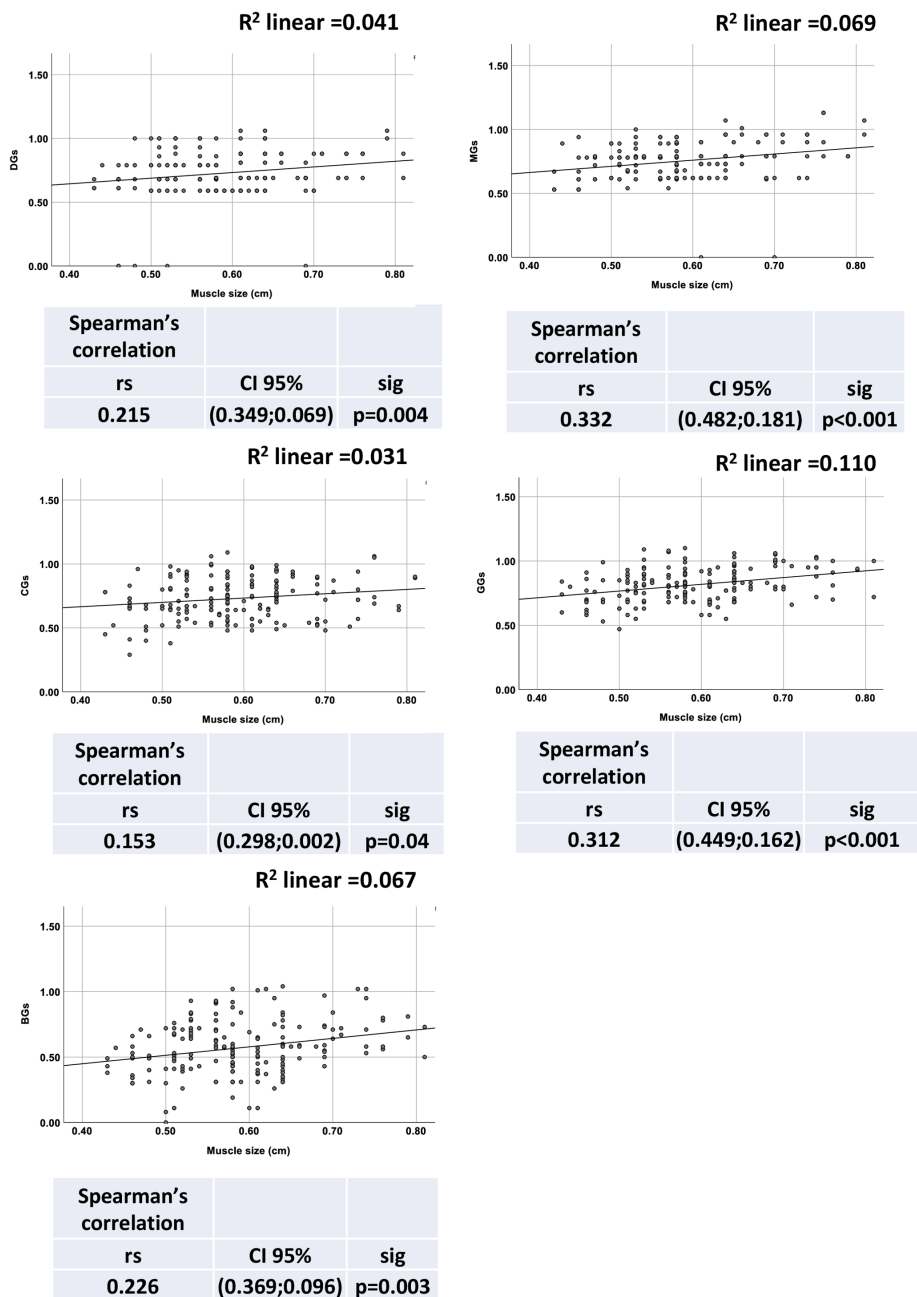 R² linear =0.041
1.50
1.00
0.50
0.00
DGs
0.40 0.50 0.60 0.70 0.80
Muscle size (cm)
Spearman's
correlation
rs CI 95% sig
0.215 (0.349;0.069) p=0.004
R² linear =0.069
1.50
1.00
0.50
0.00
MGs
0.40 0.50 0.60 0.70 0.80
Muscle size (cm)
Spearman's
correlation
rs CI 95% sig
0.332 (0.482;0.181) p<0.001
R² linear =0.031
1.50
1.00
0.50
0.00
CGs
0.40 0.50 0.60 0.70 0.80
Muscle size (cm)
Spearman's
correlation
rs CI 95% sig
0.153 (0.298;0.002) p=0.04
R² linear =0.110
1.50
1.00
0.50
0.00
GGs
0.40 0.50 0.60 0.70 0.80
Muscle size (cm)
Spearman's
correlation
rs CI 95% sig
0.312 (0.449;0.162) p<0.001
R² linear =0.067
1.50
1.00
0.50
0.00
BGs
0.40 0.50 0.60 0.70 0.80
Muscle size (cm)
Spearman's
correlation
rs CI 95% sig
0.226 (0.369;0.096) p=0.003